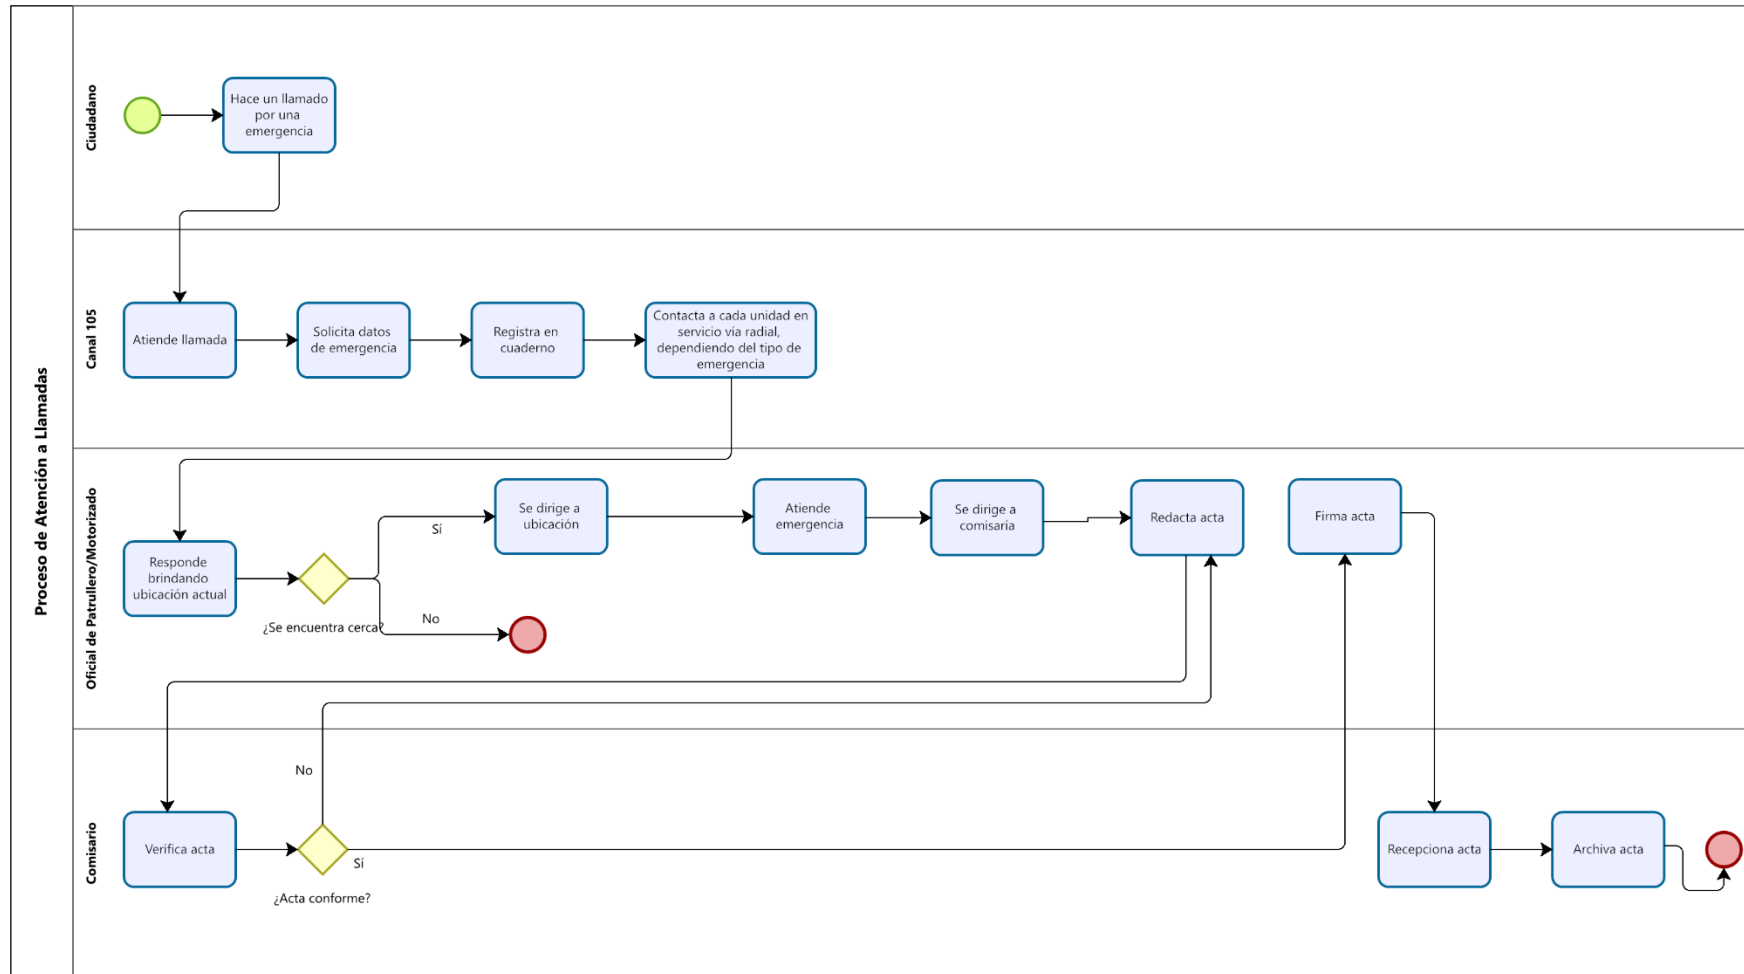 Proceso de Atención a Llamadas
Ciudadano
Hace un llamado
por una
emergencia
Canal 105
Atiende llamada
Solicita datos
de emergencia
Registra en
cuaderno
Contacta a cada unidad en
servicio vía radial,
dependiendo del tipo de
emergencia
Oficial de Patrullero/Motorizado
Responde
brindando
ubicación actual
¿Se encuentra cerca?
Sí
No
Se dirige a
ubicación
Atiende
emergencia
Se dirige a
comisaría
Redacta acta
Firma acta
Comisario
Verifica acta
¿Acta conforme?
No
Sí
Recepciona acta
Archiva acta